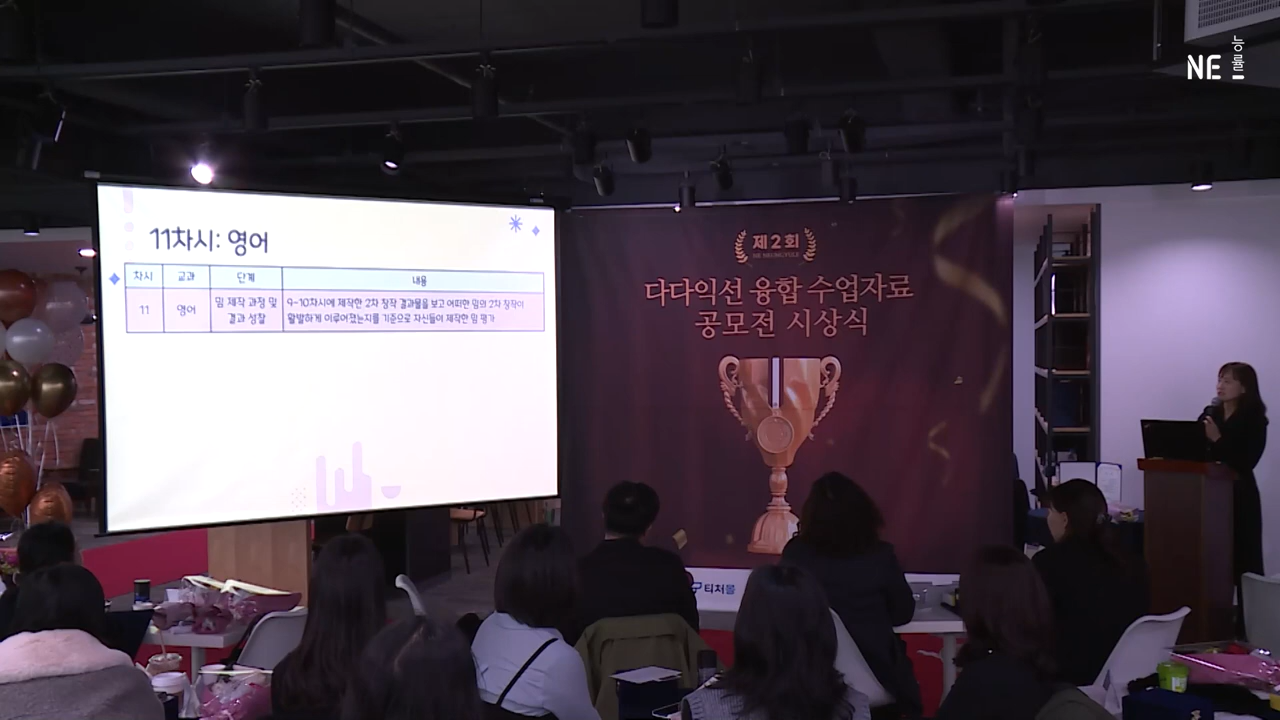 NE 능률
11차시: 영어
차시 교과 단계 내용
11 영어 밈 제작 과정 및 결과 성찰 9~10차시에 제작한 2차 창작 결과물을 보고 어떠한 밈의 2차 창작이
활발하게 이루어졌는지를 기준으로 자신들이 제작한 밈 평가
제2회
NE NEUNGYULE
다다익선 융합 수업자료
공모전 시상식
티처몰